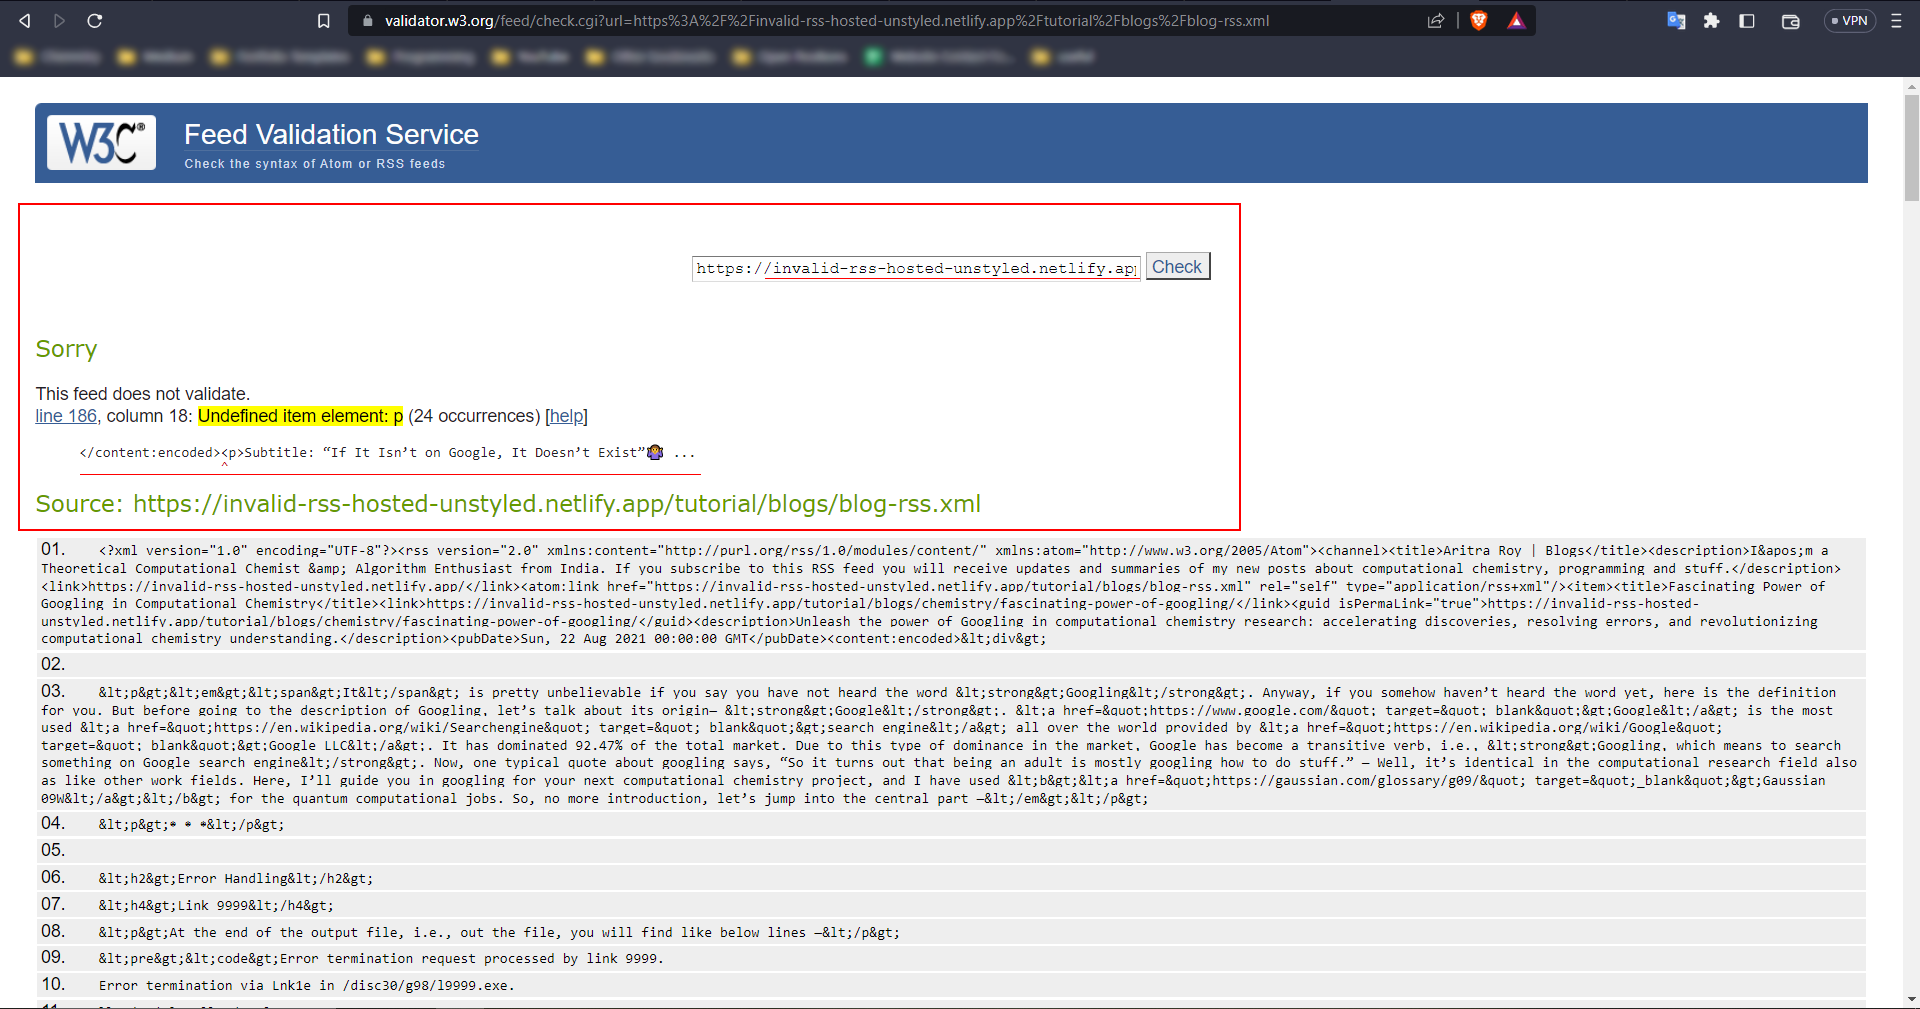 validator.w3.org/feed/check.cgi?url=https%3A%2F%2Finvalid-rss-hosted-unstyled.netlify.app%2Ftutorial%2Fblogs%2Fblog-rss.xml
VPN
W3C®
Feed Validation Service
Check the syntax of Atom or RSS feeds
https://invalid-rss-hosted-unstyled.netlify.app
Check
Sorry
This feed does not validate.
line 186, column 18: Undefined item element: p (24 occurrences) [help]
</content:encoded><p>Subtitle: “If It Isn’t on Google, It Doesn’t Exist”🤷🏽‍♀️ ...
^
Source: https://invalid-rss-hosted-unstyled.netlify.app/tutorial/blogs/blog-rss.xml
01. <?xml version="1.0" encoding="UTF-8"?><rss version="2.0" xmlns:content="http://purl.org/rss/1.0/modules/content/" xmlns:atom="http://www.w3.org/2005/Atom"><channel><title>Aritra Roy | Blogs</title><description>I&apos;m a
Theoretical Computational Chemist &amp; Algorithm Enthusiast from India. If you subscribe to this RSS feed you will receive updates and summaries of my new posts about computational chemistry, programming and stuff.</description>
<link>https://invalid-rss-hosted-unstyled.netlify.app/</link><atom:link href="https://invalid-rss-hosted-unstyled.netlify.app/tutorial/blogs/blog-rss.xml" rel="self" type="application/rss+xml"/><item><title>Fascinating Power of
Googling in Computational Chemistry</title><link>https://invalid-rss-hosted-unstyled.netlify.app/tutorial/blogs/chemistry/fascinating-power-of-googling/</link><guid isPermaLink="true">https://invalid-rss-hosted-
unstyled.netlify.app/tutorial/blogs/chemistry/fascinating-power-of-googling/</guid><description>Unleash the power of Googling in computational chemistry research: accelerating discoveries, resolving errors, and revolutionizing
computational chemistry understanding.</description><pubDate>Sun, 22 Aug 2021 00:00:00 GMT</pubDate><content:encoded>&lt;div&gt;
02.
03. &lt;p&gt;&lt;em&gt;&lt;span&gt;It&lt;/span&gt; is pretty unbelievable if you say you have not heard the word &lt;strong&gt;Googling&lt;/strong&gt;. Anyway, if you somehow haven’t heard the word yet, here is the definition
for you. But before going to the description of Googling, let’s talk about its origin— &lt;strong&gt;Google&lt;/strong&gt;. &lt;a href=&quot;https://www.google.com/&quot; target=&quot;_blank&quot;&gt;Google&lt;/a&gt; is the most
used &lt;a href=&quot;https://en.wikipedia.org/wiki/Searchengine&quot; target=&quot;_blank&quot;&gt;search engine&lt;/a&gt; all over the world provided by &lt;a href=&quot;https://en.wikipedia.org/wiki/Google&quot;
target=&quot;_blank&quot;&gt;Google LLC&lt;/a&gt;. It has dominated 92.47% of the total market. Due to this type of dominance in the market, Google has become a transitive verb, i.e., &lt;strong&gt;Googling, which means to search
something on Google search engine&lt;/strong&gt;. Now, one typical quote about googling says, “So it turns out that being an adult is mostly googling how to do stuff.” — Well, it’s identical in the computational research field also
as like other work fields. Here, I’ll guide you in googling for your next computational chemistry project, and I have used &lt;b&gt;&lt;a href=&quot;https://gaussian.com/glossary/g09/&quot; target=&quot;_blank&quot;&gt;Gaussian
09W&lt;/a&gt;&lt;/b&gt; for the quantum computational jobs. So, no more introduction, let’s jump into the central part —&lt;/em&gt;&lt;/p&gt;
04. &lt;p&gt;* * *&lt;/p&gt;
05.
06. &lt;h2&gt;Error Handling&lt;/h2&gt;
07. &lt;h4&gt;Link 9999&lt;/h4&gt;
08. &lt;p&gt;At the end of the output file, i.e., out the file, you will find like below lines —&lt;/p&gt;
09. &lt;pre&gt;&lt;code&gt;Error termination request processed by link 9999.
10. Error termination via Lnk1e in /disc30/g98/l9999.exe.